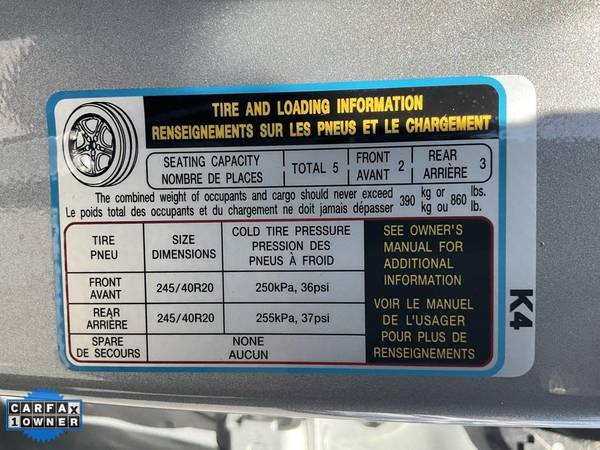 TIRE AND LOADING INFORMATION
RENSEIGNEMENTS SUR LES PNEUS ET LE CHARGEMENT
SEATING CAPACITY
NOMBRE DE PLACES
TOTAL 5
FRONT
AVANT 2
REAR
ARRIÈRE 3
The combined weight of occupants and cargo should never exceed 390 kg or 860 lbs.
Le poids total des occupants et du chargement ne doit jamais dépasser kg ou lb.
TIRE
PNEU
SIZE
DIMENSIONS
COLD TIRE PRESSURE
PRESSION DES
PNEUS À FROID
SEE OWNER'S
MANUAL FOR
ADDITIONAL
INFORMATION
VOIR LE MANUEL
DE L'USAGER
POUR PLUS DE
RENSEIGNEMENTS
FRONT
AVANT
245/40R20
250kPa, 36psi
REAR
ARRIÈRE
245/40R20
255kPa, 37psi
SPARE
DE SECOURS
NONE
AUCUN
K4
CARFAX
1 OWNER